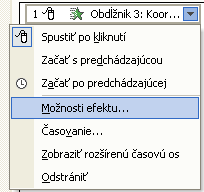 1 Obdĺžnik 3: Koor...
Spustiť po kliknutí
Začať s predchádzajúcou
Začať po predchádzajúcej
Možnosti efektu...
Časovanie...
Zobraziť rozšírenú časovú os
Odstrániť